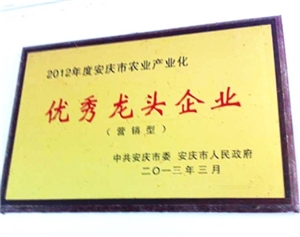 2012年度安庆市农业产业化
优秀龙头企业
（营销型）
中共安庆市委 安庆市人民政府
二〇一三年三月